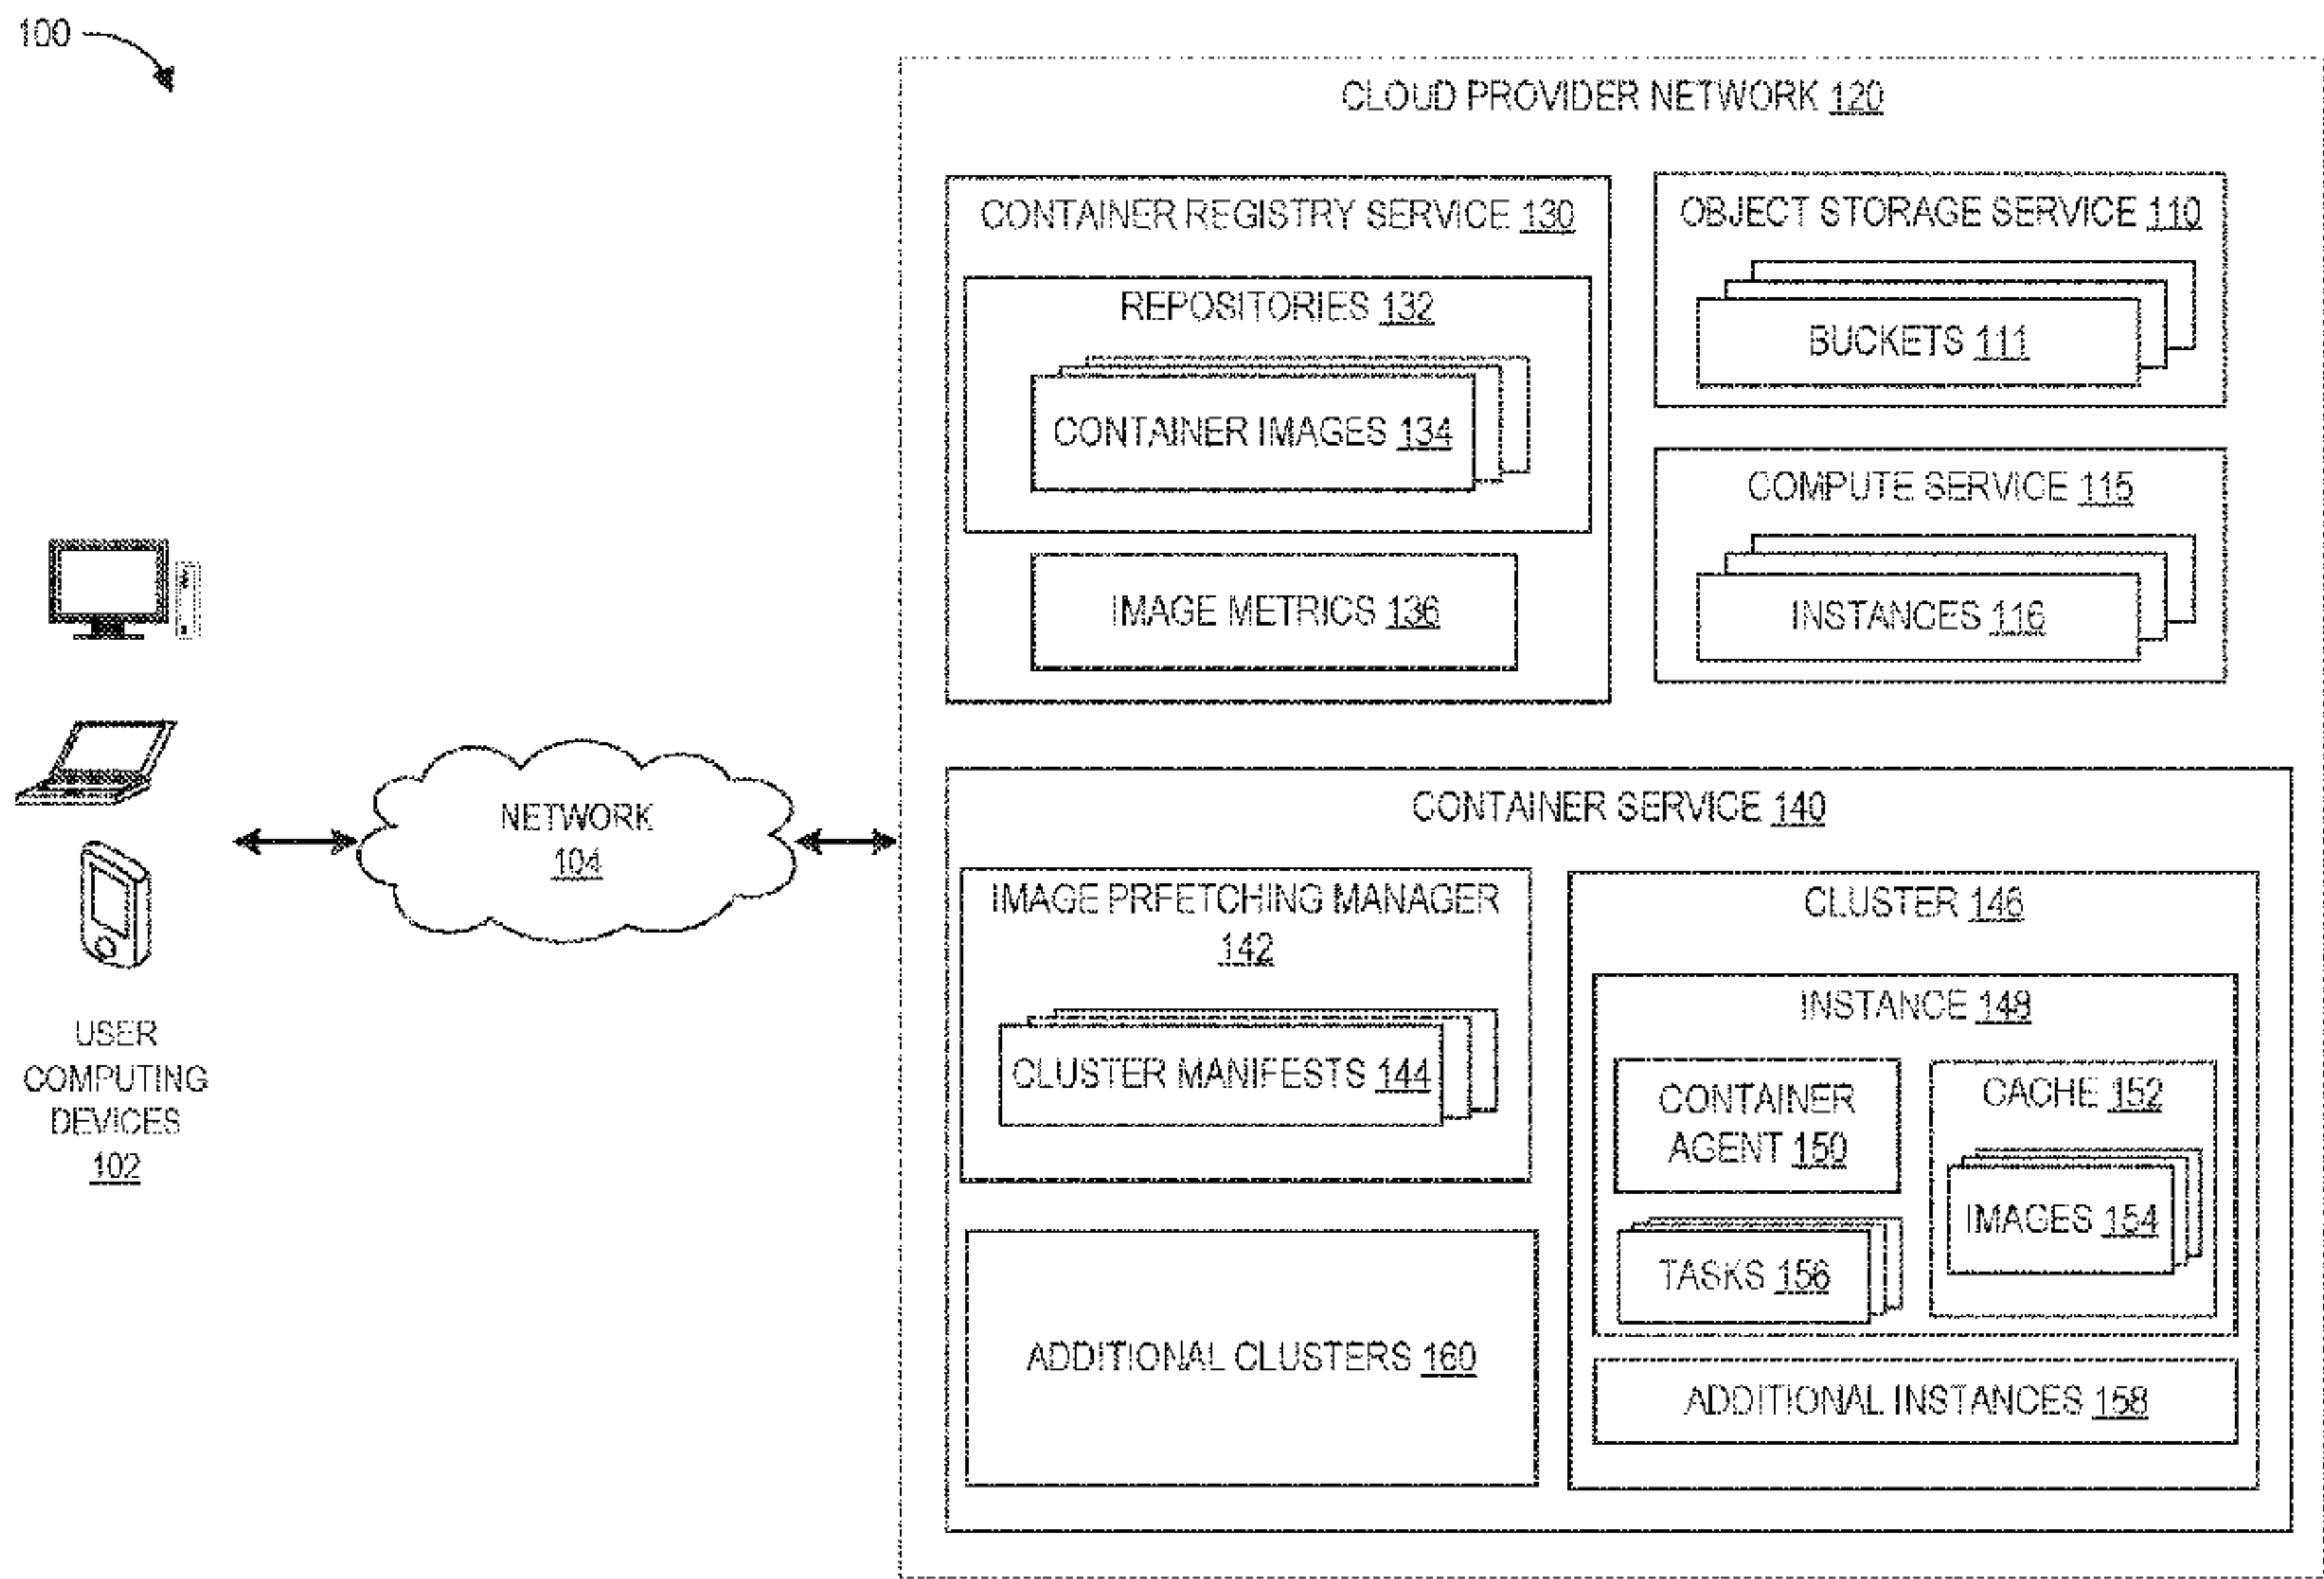 100
CLOUD PROVIDER NETWORK 120
CONTAINER REGISTRY SERVICE 130
REPOSITORIES 132
CONTAINER IMAGES 134
IMAGE METRICS 136
OBJECT STORAGE SERVICE 110
BUCKETS 111
COMPUTE SERVICE 115
INSTANCES 116
USER
COMPUTING
DEVICES
102
NETWORK
104
CONTAINER SERVICE 140
IMAGE PRFETCHING MANAGER
142
CLUSTER MANIFESTS 144
ADDITIONAL CLUSTERS 160
CLUSTER 146
INSTANCE 148
CONTAINER
AGENT 150
CACHE 152
IMAGES 154
TASKS 156
ADDITIONAL INSTANCES 158